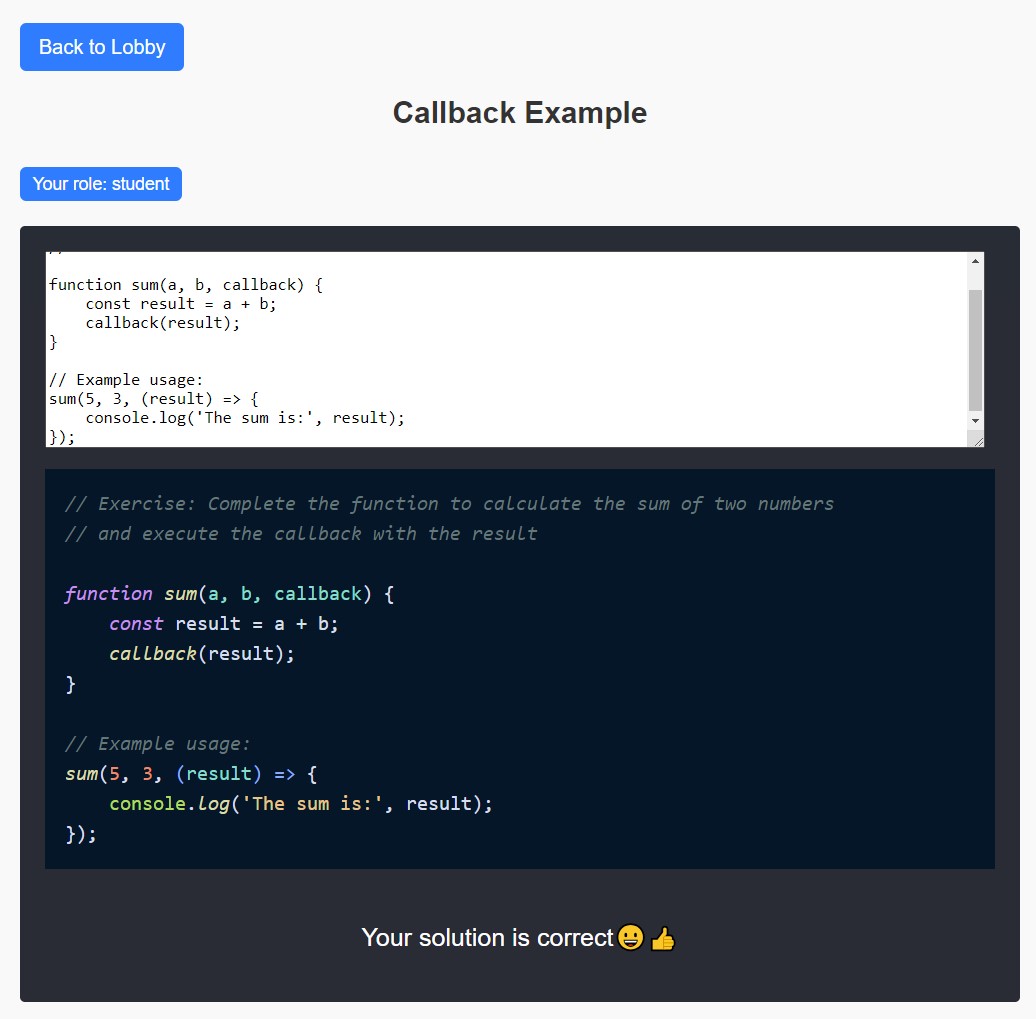 Back to Lobby
Callback Example
Your role: student
function sum(a, b, callback) {
    const result = a + b;
    callback(result);
}
// Example usage:
sum(5, 3, (result) => {
    console.log('The sum is:', result);
});
// Exercise: Complete the function to calculate the sum of two numbers
// and execute the callback with the result
function sum(a, b, callback) {
    const result = a + b;
    callback(result);
}
// Example usage:
sum(5, 3, (result) => {
    console.log('The sum is:', result);
});
Your solution is correct😀👍